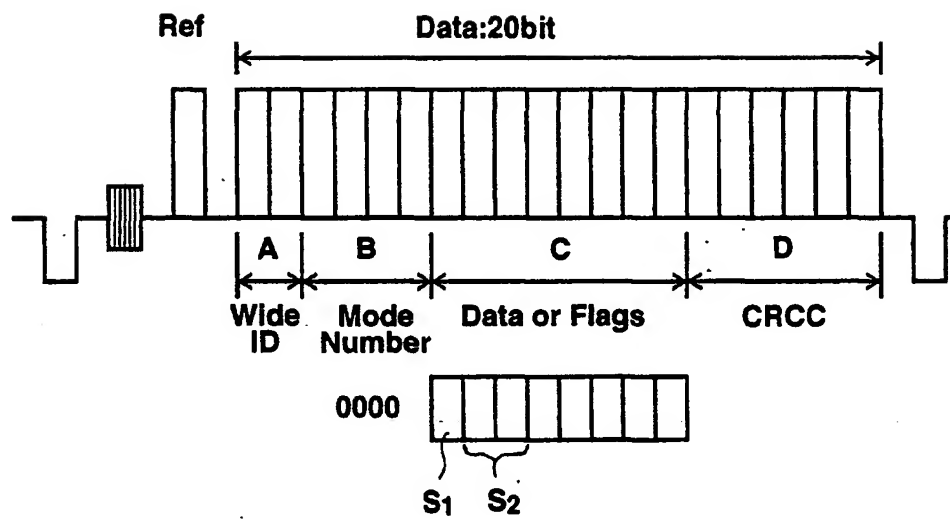 Ref Data:20bit
A B C D
Wide ID Mode Number Data or Flags CRCC
0000
S1 S2